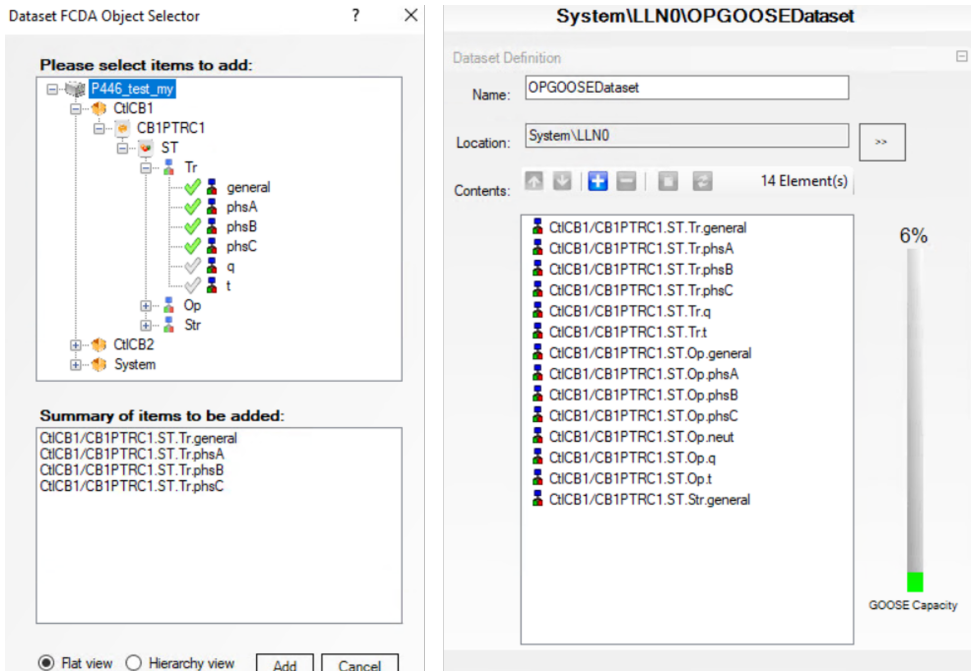 Dataset FCDA Object Selector
?
Please select items to add:
P446_test_my
CtlCB1
CB1PTRC1
ST
Tr
general
phsA
phsB
phsC
q
t
Op
Str
CtlCB2
System
Summary of items to be added:
CtlCB1/CB1PTRC1.ST.Tr.general
CtlCB1/CB1PTRC1.ST.Tr.phsA
CtlCB1/CB1PTRC1.ST.Tr.phsB
CtlCB1/CB1PTRC1.ST.Tr.phsC
Flat view Hierarchy view Add Cancel
System\LLN0\OPGOOSEDataset
Dataset Definition
Name: OPGOOSEDataset
Location: System\LLN0 >>
Contents: 14 Element(s)
CtlCB1/CB1PTRC1.ST.Tr.general
CtlCB1/CB1PTRC1.ST.Tr.phsA
CtlCB1/CB1PTRC1.ST.Tr.phsB
CtlCB1/CB1PTRC1.ST.Tr.phsC
CtlCB1/CB1PTRC1.ST.Tr.q
CtlCB1/CB1PTRC1.ST.Tr.t
CtlCB1/CB1PTRC1.ST.Op.general
CtlCB1/CB1PTRC1.ST.Op.phsA
CtlCB1/CB1PTRC1.ST.Op.phsB
CtlCB1/CB1PTRC1.ST.Op.phsC
CtlCB1/CB1PTRC1.ST.Op.neut
CtlCB1/CB1PTRC1.ST.Op.q
CtlCB1/CB1PTRC1.ST.Op.t
CtlCB1/CB1PTRC1.ST.Str.general
6%
GOOSE Capacity